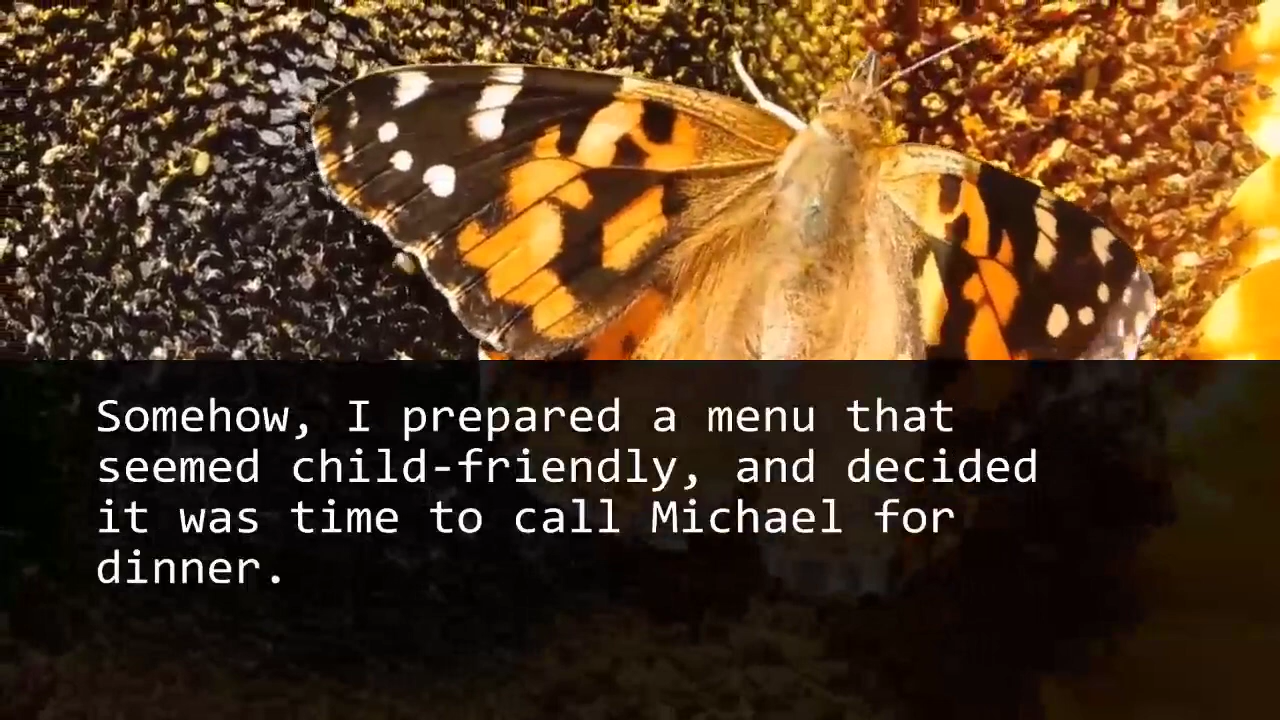 Somehow, I prepared a menu that
seemed child-friendly, and decided
it was time to call Michael for
dinner.